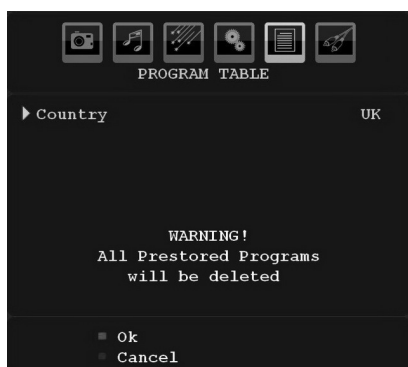 PROGRAM TABLE
Country UK
WARNING!
All Prestored Programs
will be deleted
Ok
Cancel